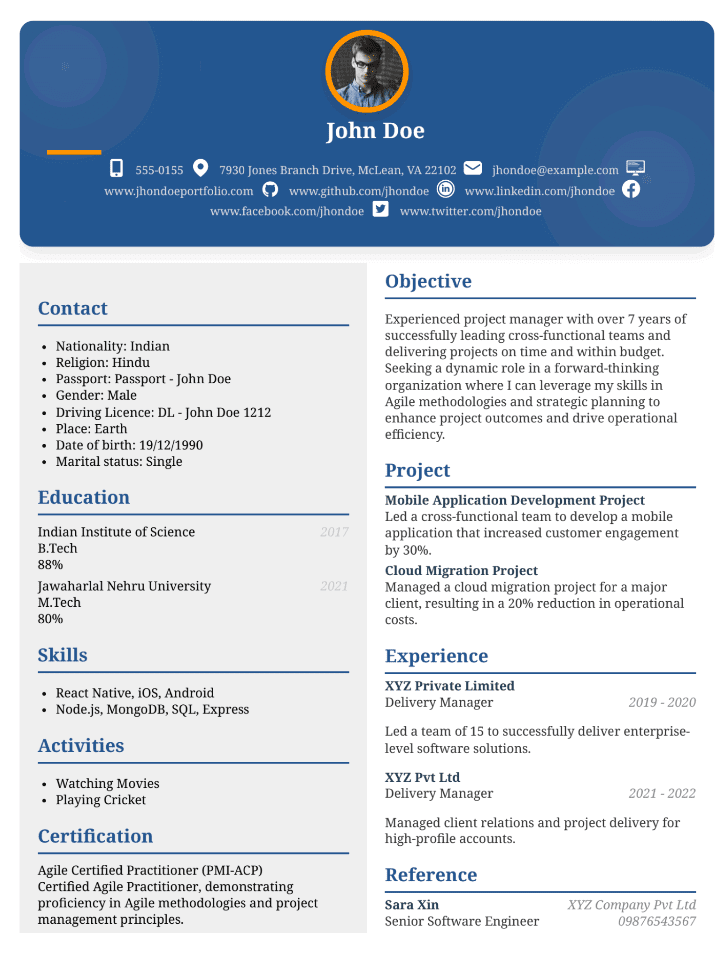 John Doe
555-0155 7930 Jones Branch Drive, McLean, VA 22102 jhondoe@example.com
www.jhondoeportfolio.com www.github.com/jhondoe www.linkedin.com/jhondoe
www.facebook.com/jhondoe www.twitter.com/jhondoe
Contact
• Nationality: Indian
• Religion: Hindu
• Passport: Passport - John Doe
• Gender: Male
• Driving Licence: DL - John Doe 1212
• Place: Earth
• Date of birth: 19/12/1990
• Marital status: Single
Education
Indian Institute of Science 2017
B.Tech
88%
Jawaharlal Nehru University 2021
M.Tech
80%
Skills
• React Native, iOS, Android
• Node.js, MongoDB, SQL, Express
Activities
• Watching Movies
• Playing Cricket
Certification
Agile Certified Practitioner (PMI-ACP)
Certified Agile Practitioner, demonstrating
proficiency in Agile methodologies and project
management principles.
Objective
Experienced project manager with over 7 years of
successfully leading cross-functional teams and
delivering projects on time and within budget.
Seeking a dynamic role in a forward-thinking
organization where I can leverage my skills in
Agile methodologies and strategic planning to
enhance project outcomes and drive operational
efficiency.
Project
Mobile Application Development Project
Led a cross-functional team to develop a mobile
application that increased customer engagement
by 30%.
Cloud Migration Project
Managed a cloud migration project for a major
client, resulting in a 20% reduction in operational
costs.
Experience
XYZ Private Limited
Delivery Manager 2019 - 2020
Led a team of 15 to successfully deliver enterprise-
level software solutions.
XYZ Pvt Ltd
Delivery Manager 2021 - 2022
Managed client relations and project delivery for
high-profile accounts.
Reference
Sara Xin XYZ Company Pvt Ltd
Senior Software Engineer 09876543567